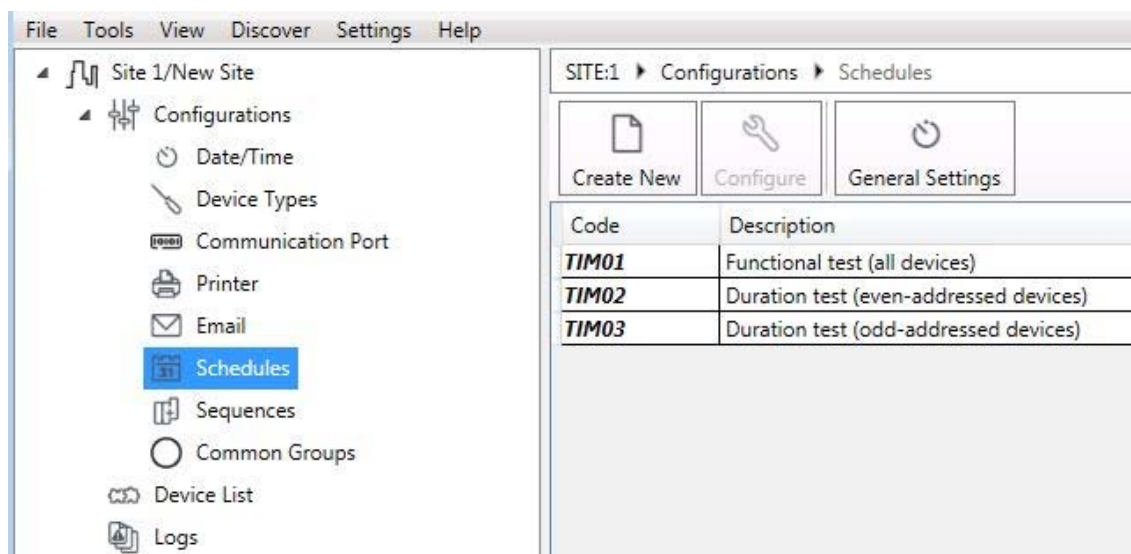 File Tools View Discover Settings Help
Site 1/New Site
Configurations
Date/Time
Device Types
Communication Port
Printer
Email
Schedules
Sequences
Common Groups
Device List
Logs
SITE:1 Configurations Schedules
Create New Configure General Settings
Code Description
TIM01 Functional test (all devices)
TIM02 Duration test (even-addressed devices)
TIM03 Duration test (odd-addressed devices)